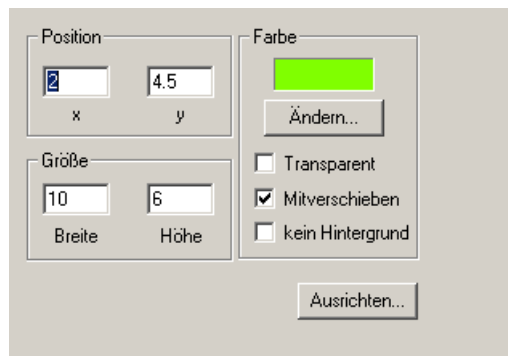 Position
2 4.5
x y
Größe
10 6
Breite Höhe
Farbe
Ändern...
Transparent
Mitverschieben
kein Hintergrund
Ausrichten...